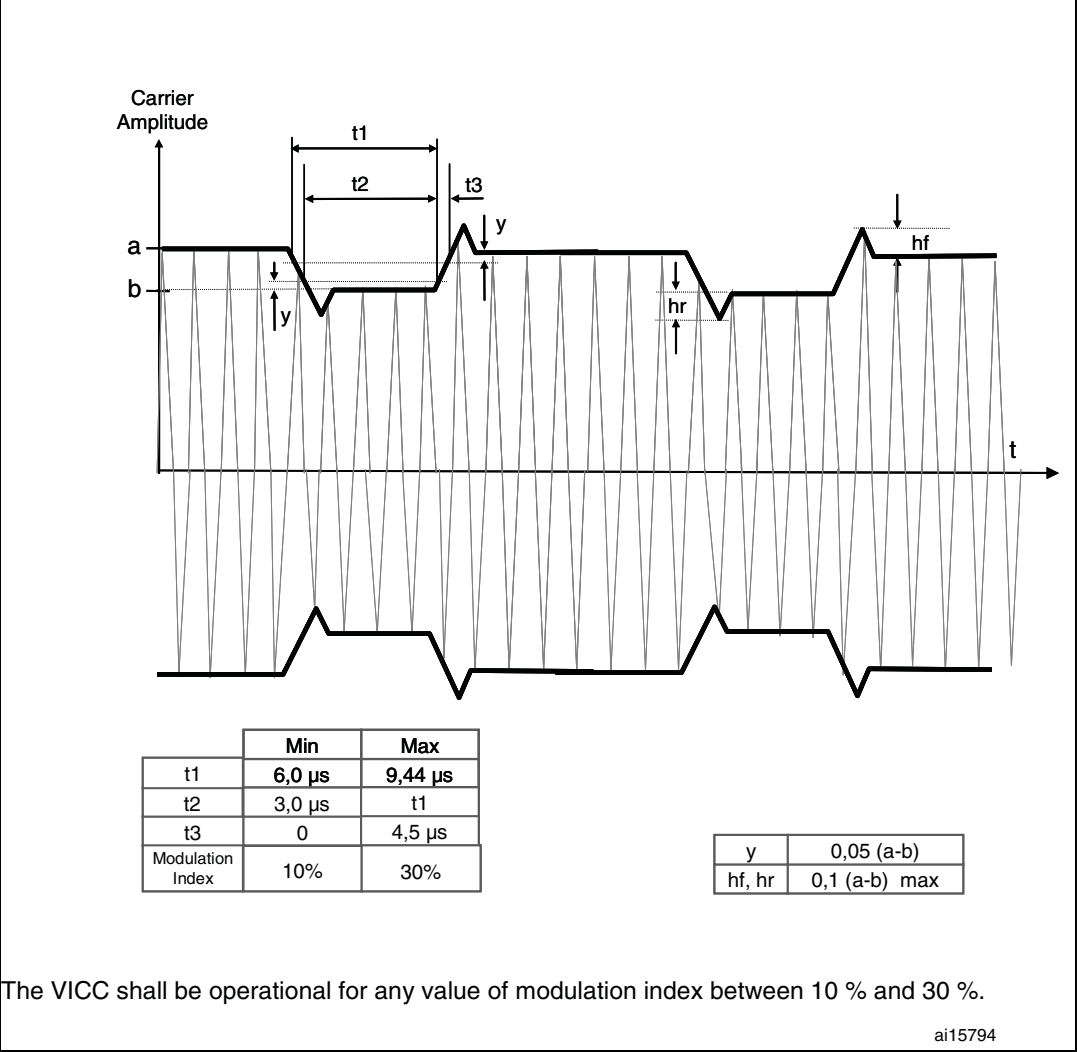 Carrier
Amplitude
t1
t2 t3
y
a
hf
b
hr
y
t
Min Max
t1 6,0 µs 9,44 µs
t2 3,0 µs t1
t3 0 4,5 µs
Modulation
Index 10% 30%
y 0,05 (a-b)
hf, hr 0,1 (a-b) max
The VICC shall be operational for any value of modulation index between 10 % and 30 %.
ai15794